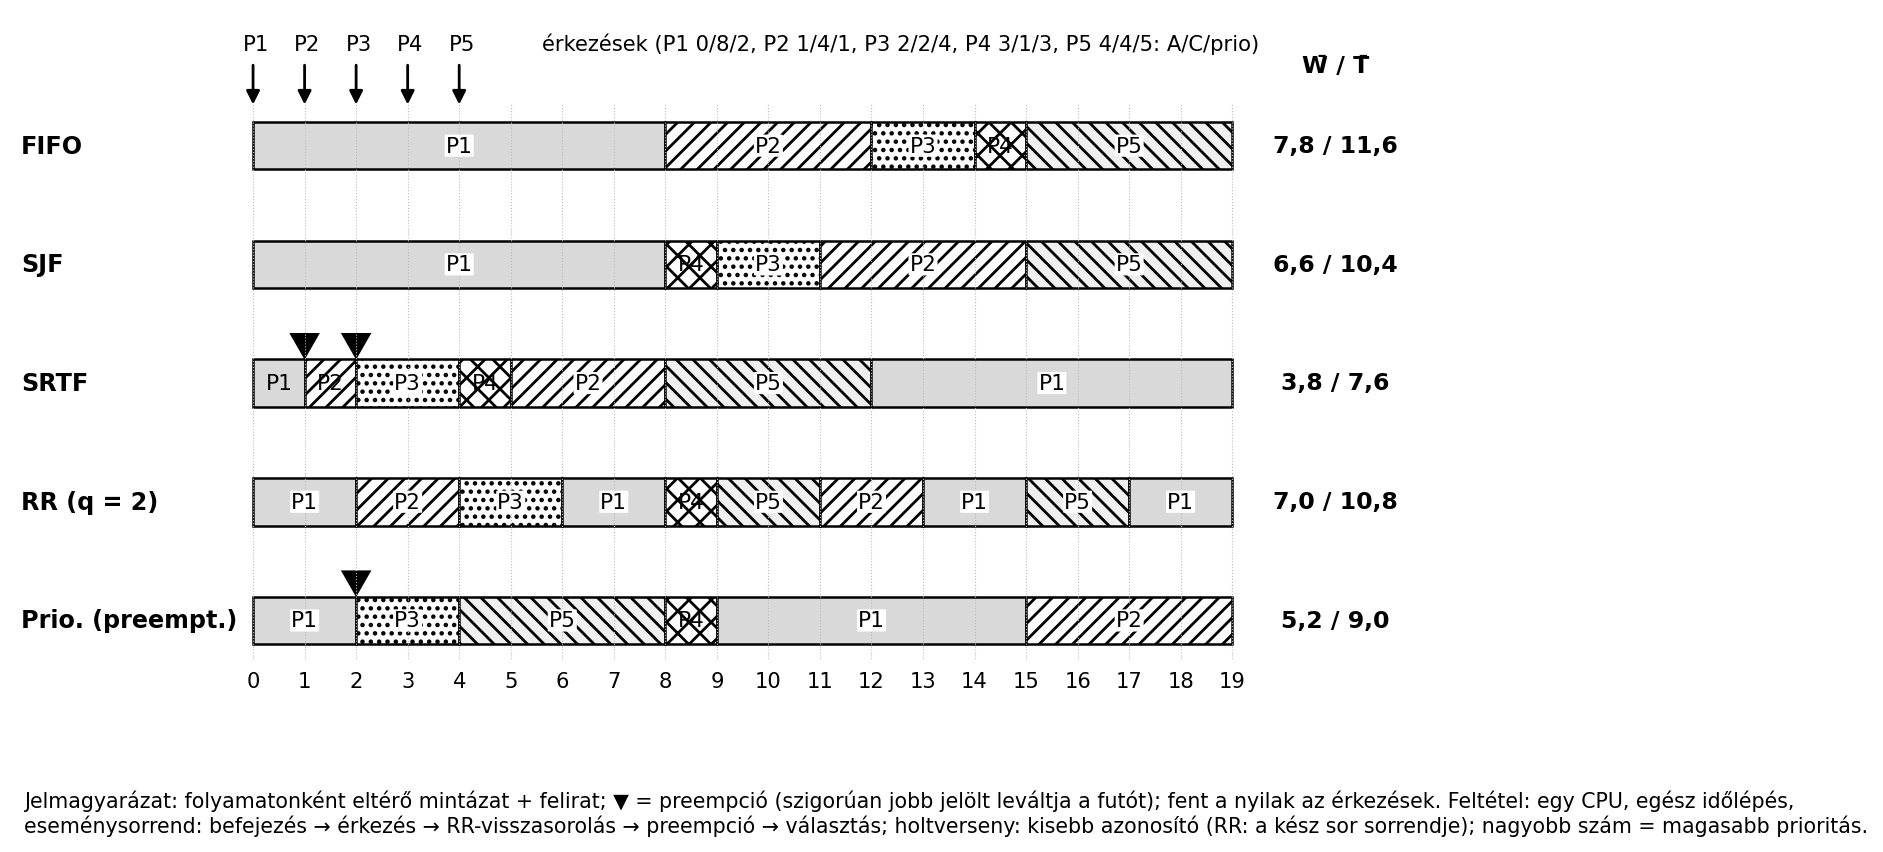 P1 P2 P3 P4 P5 érkezések (P1 0/8/2, P2 1/4/1, P3 2/2/4, P4 3/1/3, P5 4/4/5: A/C/prio)
W̄ / T̄
FIFO P1 P2 P3 P4 P5 7,8 / 11,6
SJF P1 P4 P3 P2 P5 6,6 / 10,4
SRTF P1 P2 P3 P4 P2 P5 P1 3,8 / 7,6
RR (q = 2) P1 P2 P3 P1 P4 P5 P2 P1 P5 P1 7,0 / 10,8
Prio. (preempt.) P1 P3 P5 P4 P1 P2 5,2 / 9,0
0 1 2 3 4 5 6 7 8 9 10 11 12 13 14 15 16 17 18 19
Jelmagyarázat: folyamatonként eltérő mintázat + felirat; ▼ = preempció (szigorúan jobb jelölt leváltja a futót); fent a nyilak az érkezések. Feltétel: egy CPU, egész időlépés,
eseménysorrend: befejezés → érkezés → RR-visszasorolás → preempció → választás; holtverseny: kisebb azonosító (RR: a kész sor sorrendje); nagyobb szám = magasabb prioritás.